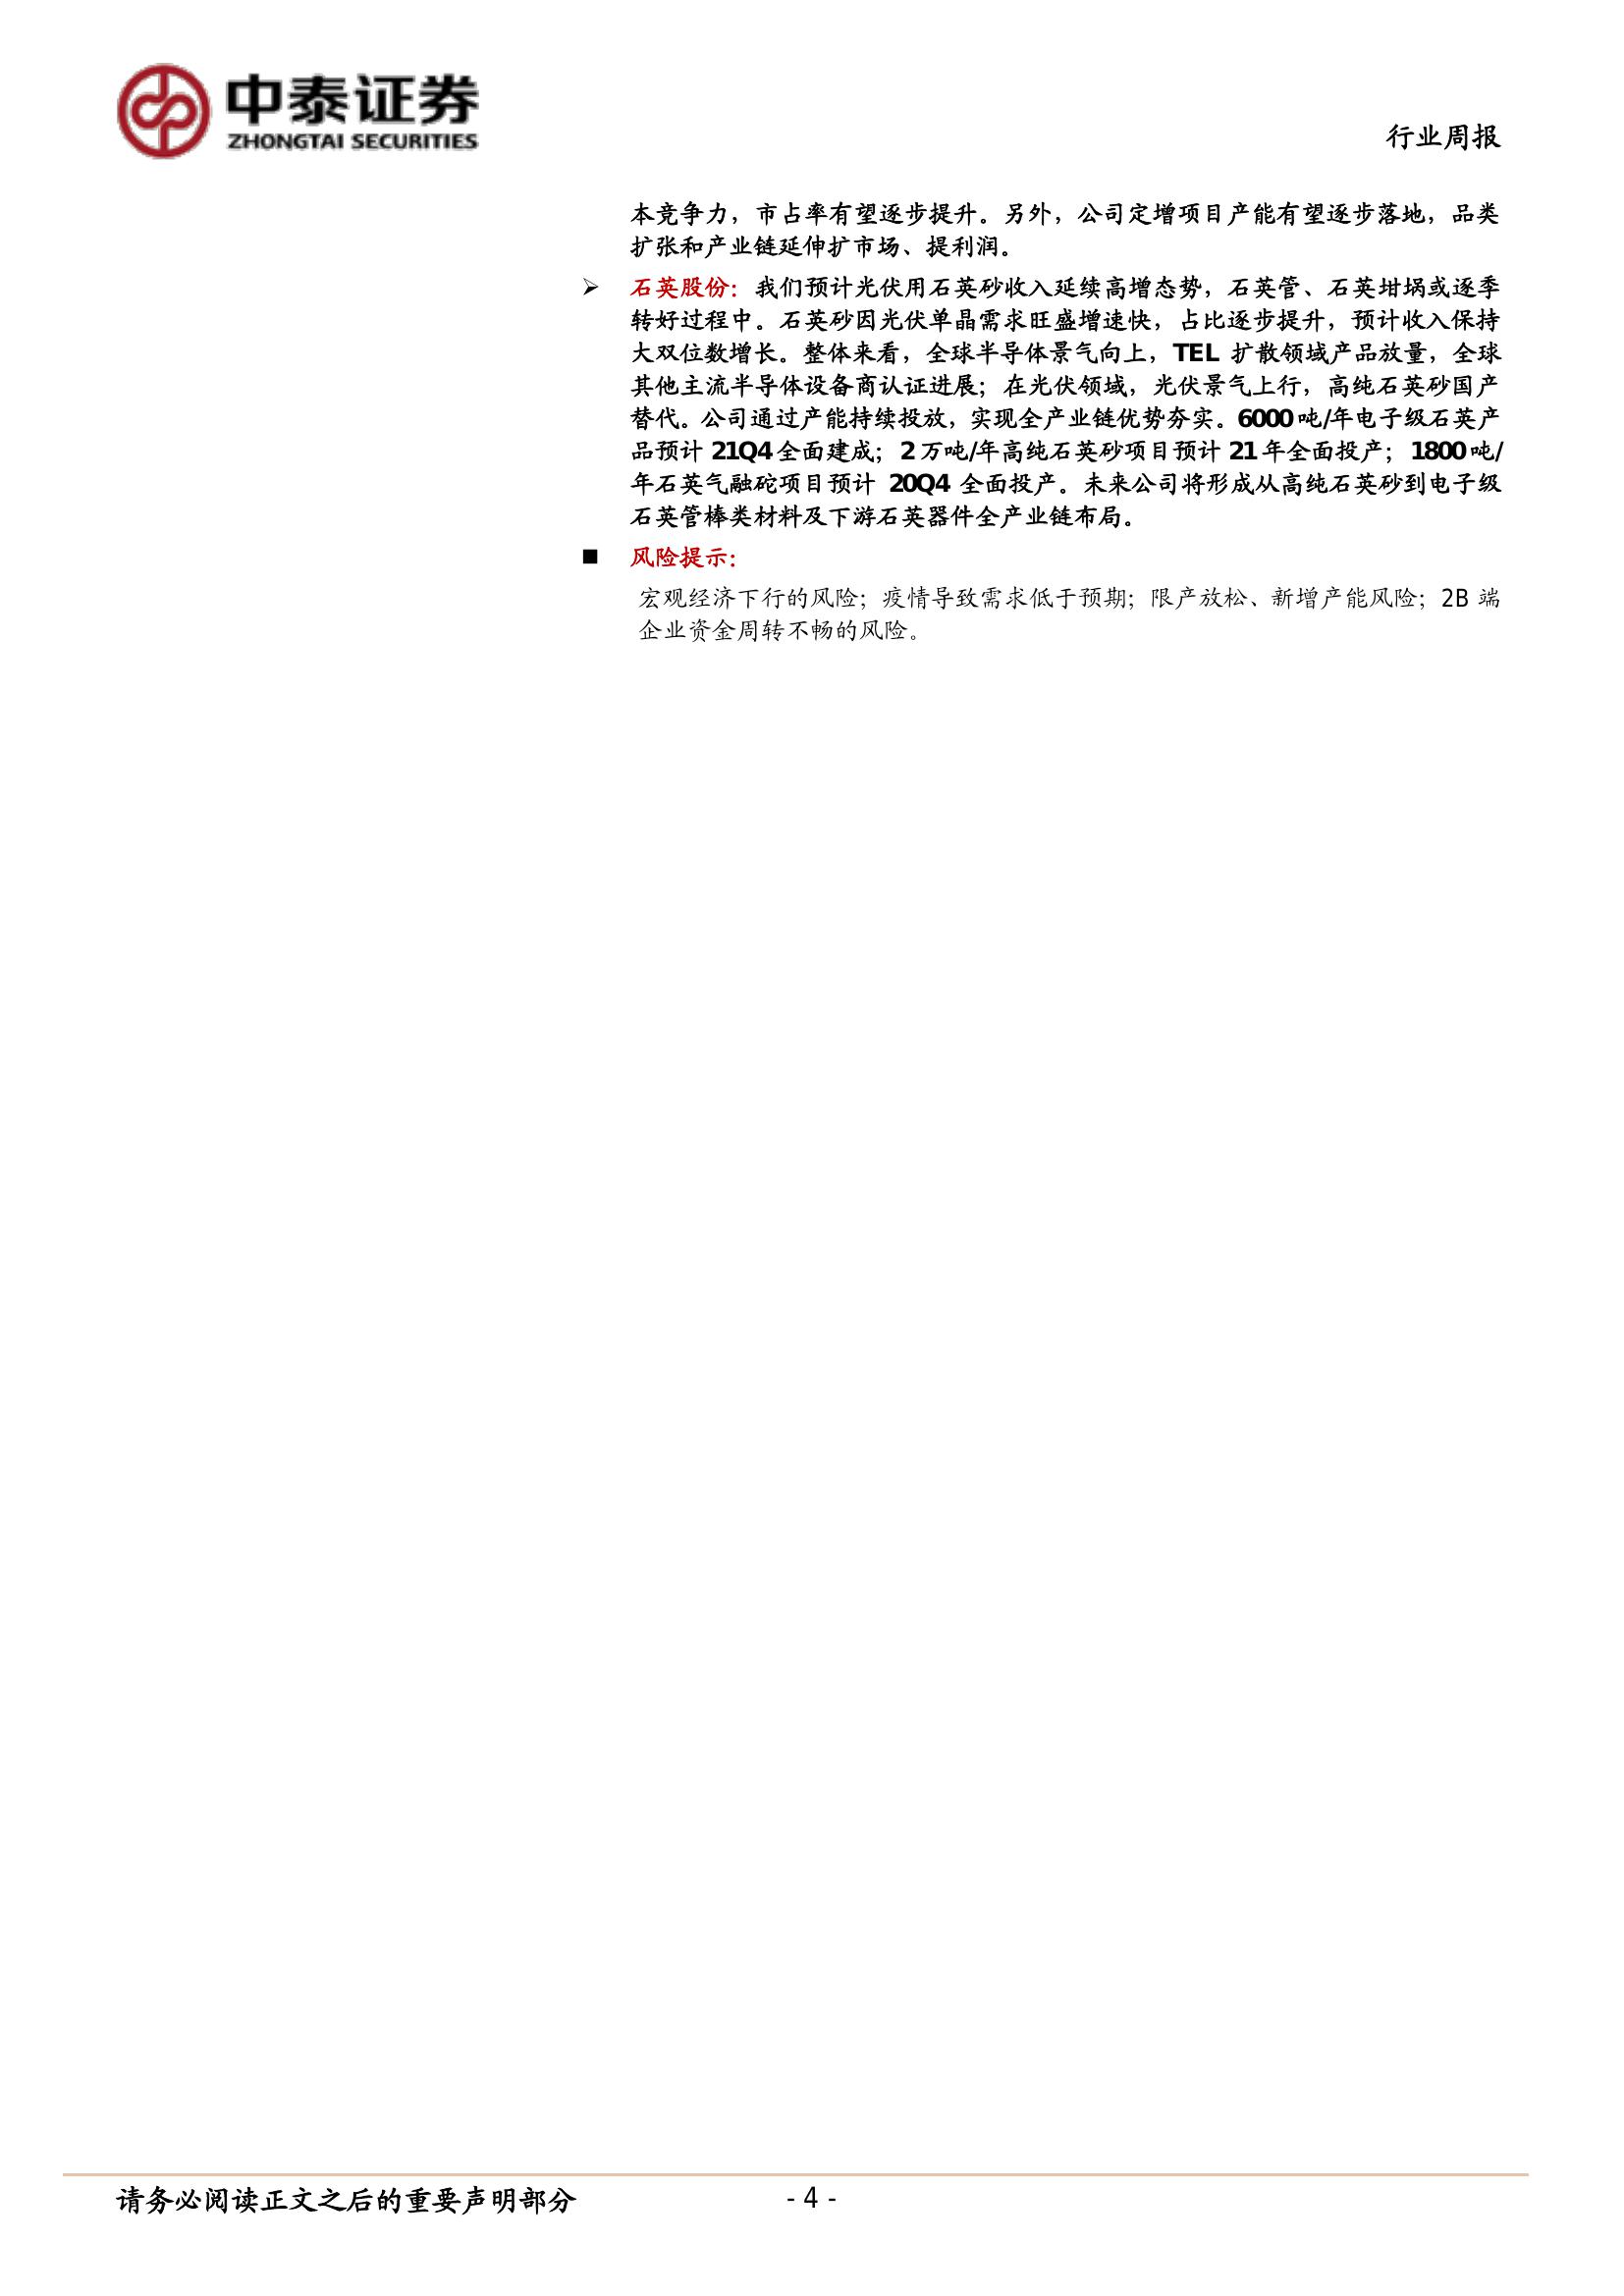 中泰证券
ZHONGTAI SECURITIES
行业周报
本竞争力，市占率有望逐步提升。另外，公司定增项目产能有望逐步落地，品类
扩张和产业链延伸扩市场、提利润。
➢ 石英股份：我们预计光伏用石英砂收入延续高增态势，石英管、石英坩埚或逐季
转好过程中。石英砂因光伏单晶需求旺盛增速快，占比逐步提升，预计收入保持
大双位数增长。整体来看，全球半导体景气向上，TEL 扩散领域产品放量，全球
其他主流半导体设备商认证进展；在光伏领域，光伏景气上行，高纯石英砂国产
替代。公司通过产能持续投放，实现全产业链优势夯实。6000 吨/年电子级石英产
品预计 21Q4 全面建成；2 万吨/年高纯石英砂项目预计 21 年全面投产；1800 吨/
年石英气融砣项目预计 20Q4 全面投产。未来公司将形成从高纯石英砂到电子级
石英管棒类材料及下游石英器件全产业链布局。
■ 风险提示：
宏观经济下行的风险；疫情导致需求低于预期；限产放松、新增产能风险；2B 端
企业资金周转不畅的风险。
请务必阅读正文之后的重要声明部分
- 4 -